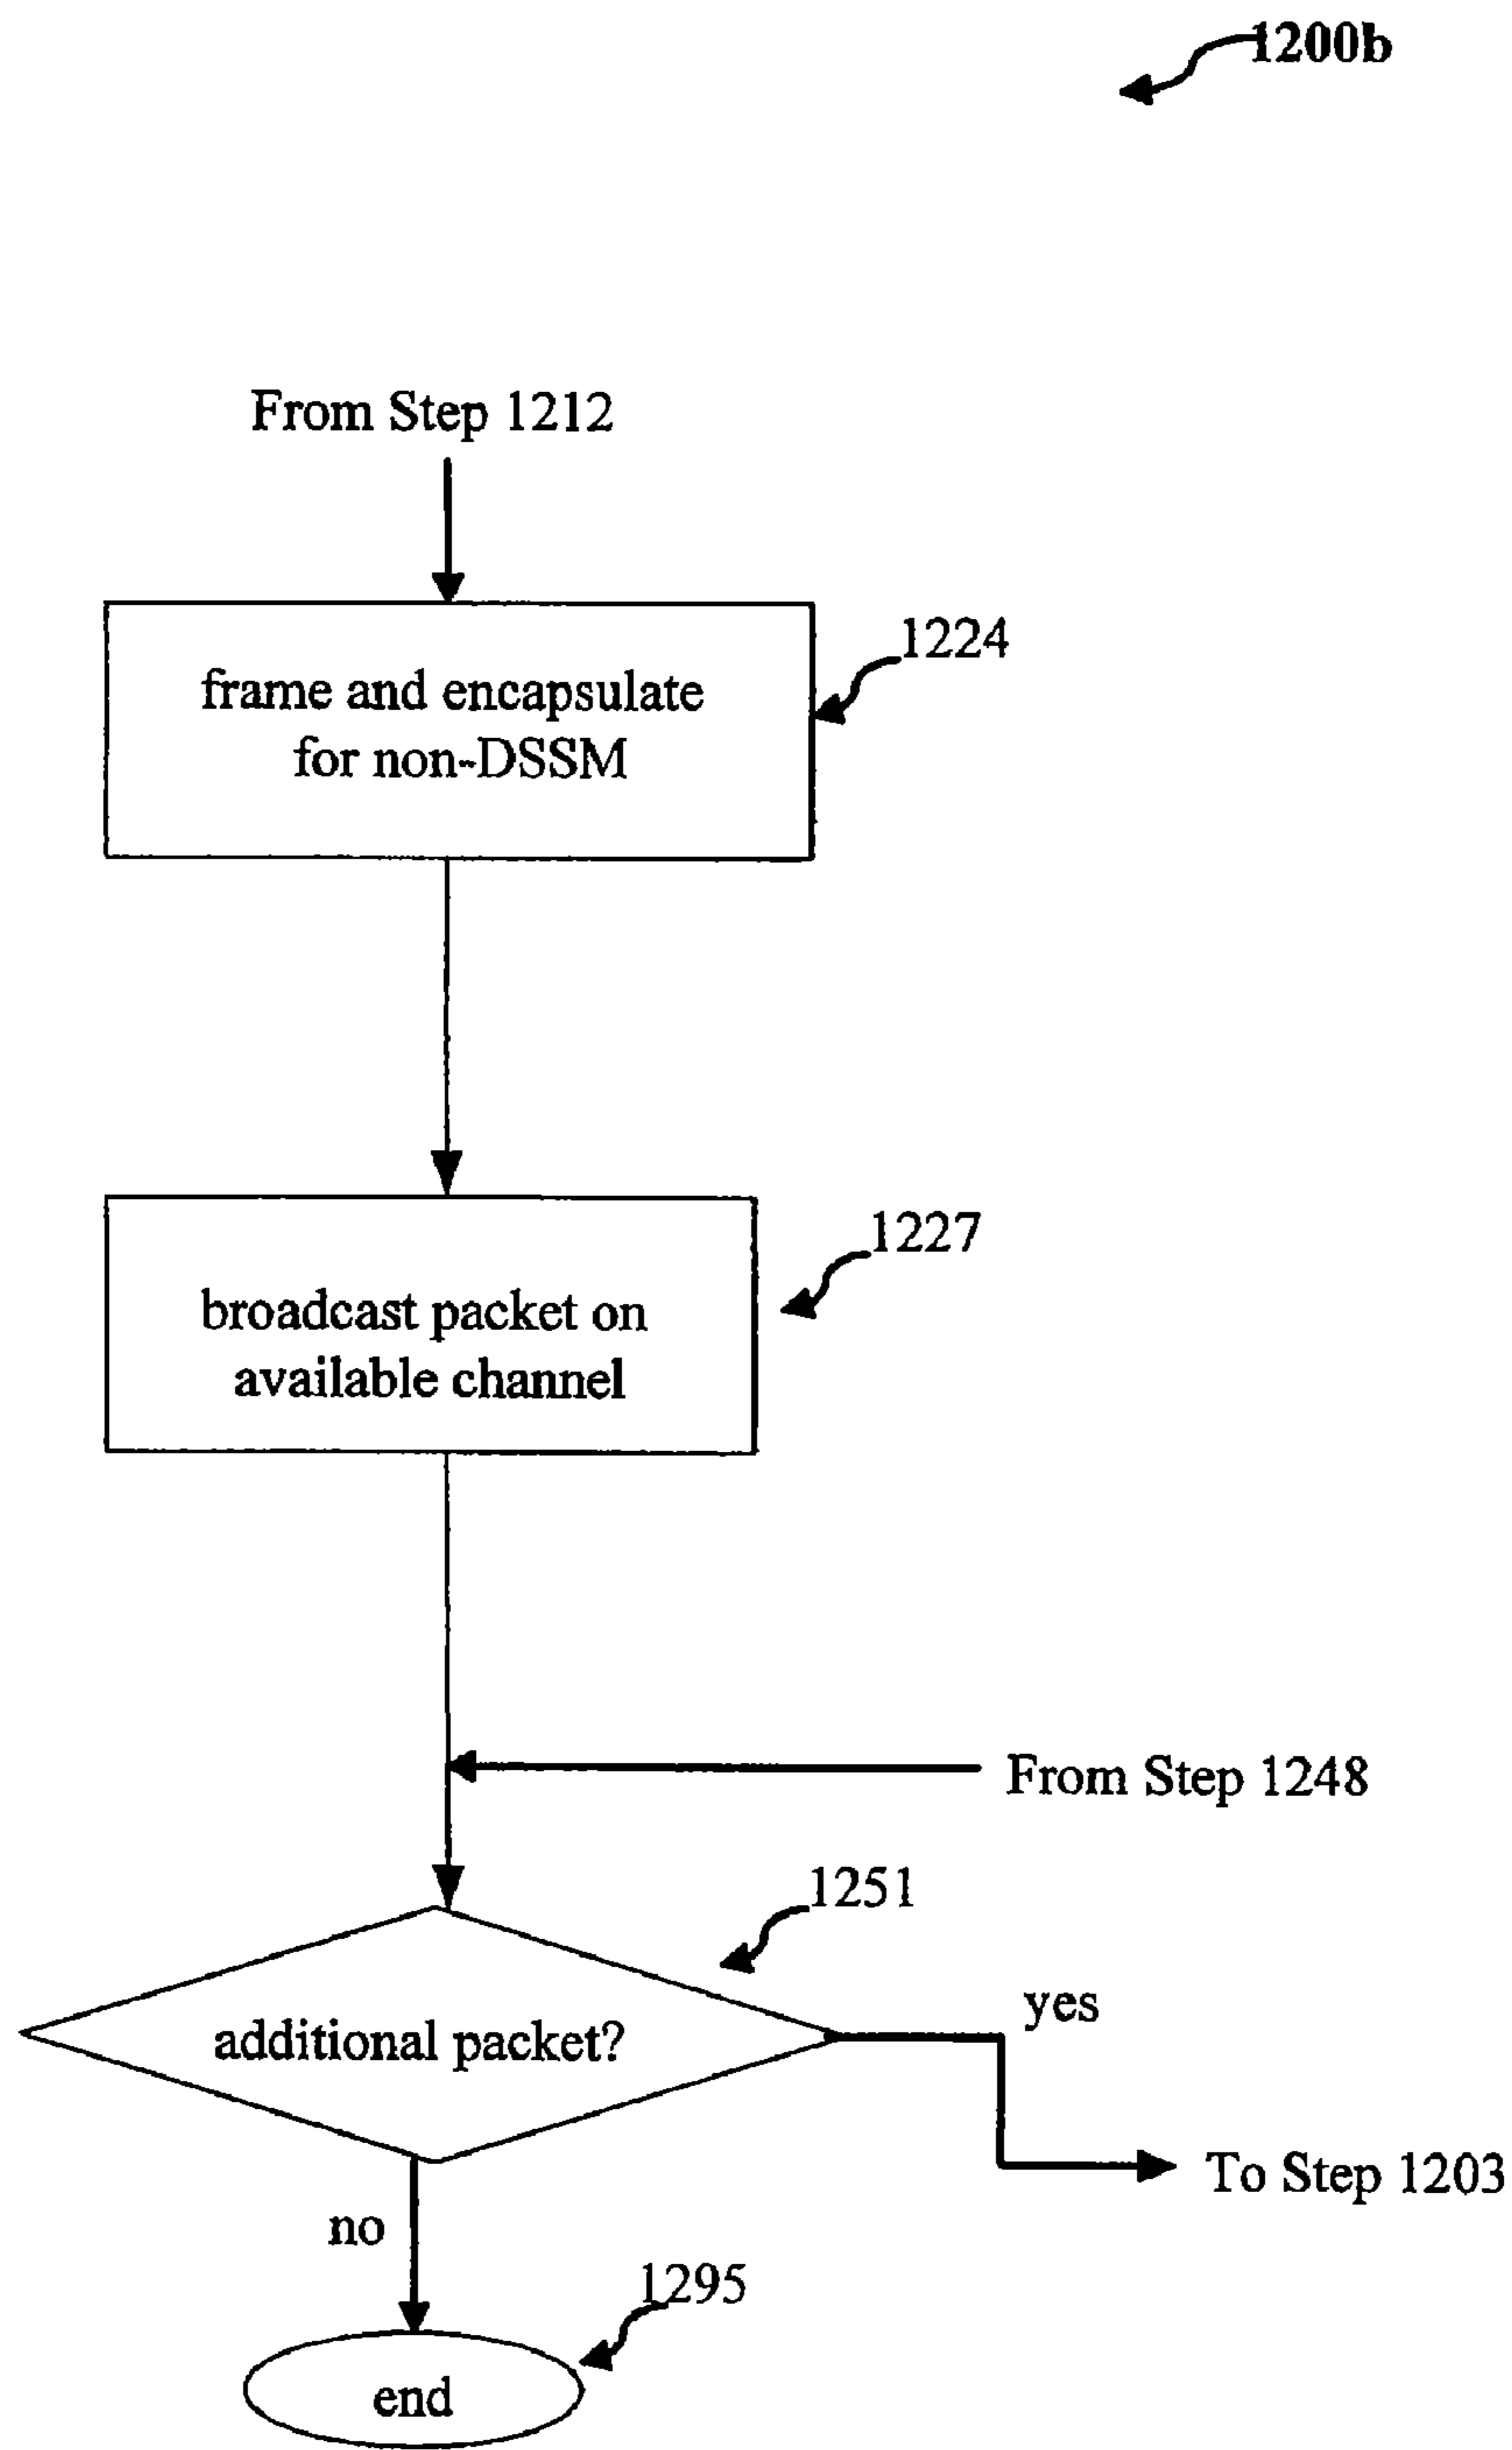 1200b
From Step 1212
1224
frame and encapsulate
for non-DSSM
1227
broadcast packet on
available channel
From Step 1248
1251
additional packet?
yes
To Step 1203
no
1295
end